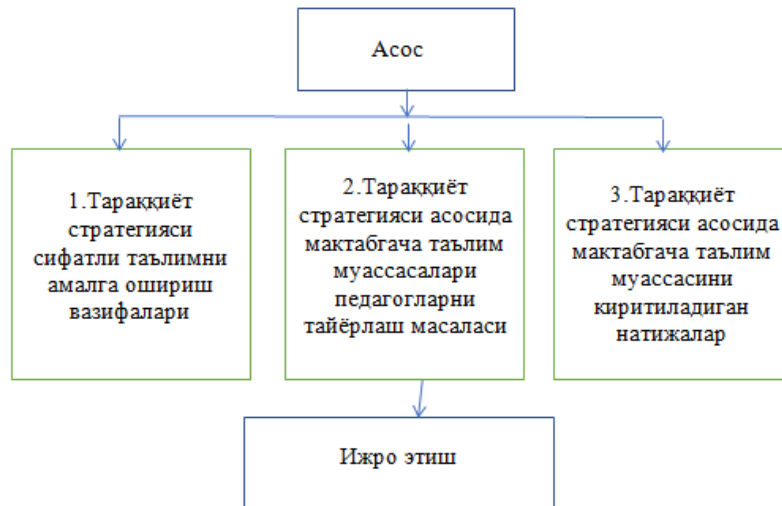 Асос
1.Тараққиёт
стратегияси
сифатли таълимни
амалга ошириш
вазифалари
2.Тараққиёт
стратегияси асосида
мактабгача таълим
муассасалари
педагогларни
тайёрлаш масаласи
3.Тараққиёт
стратегияси асосида
мактабгача таълим
муассасини
киритиладиган
натижалар
Ижро этиш